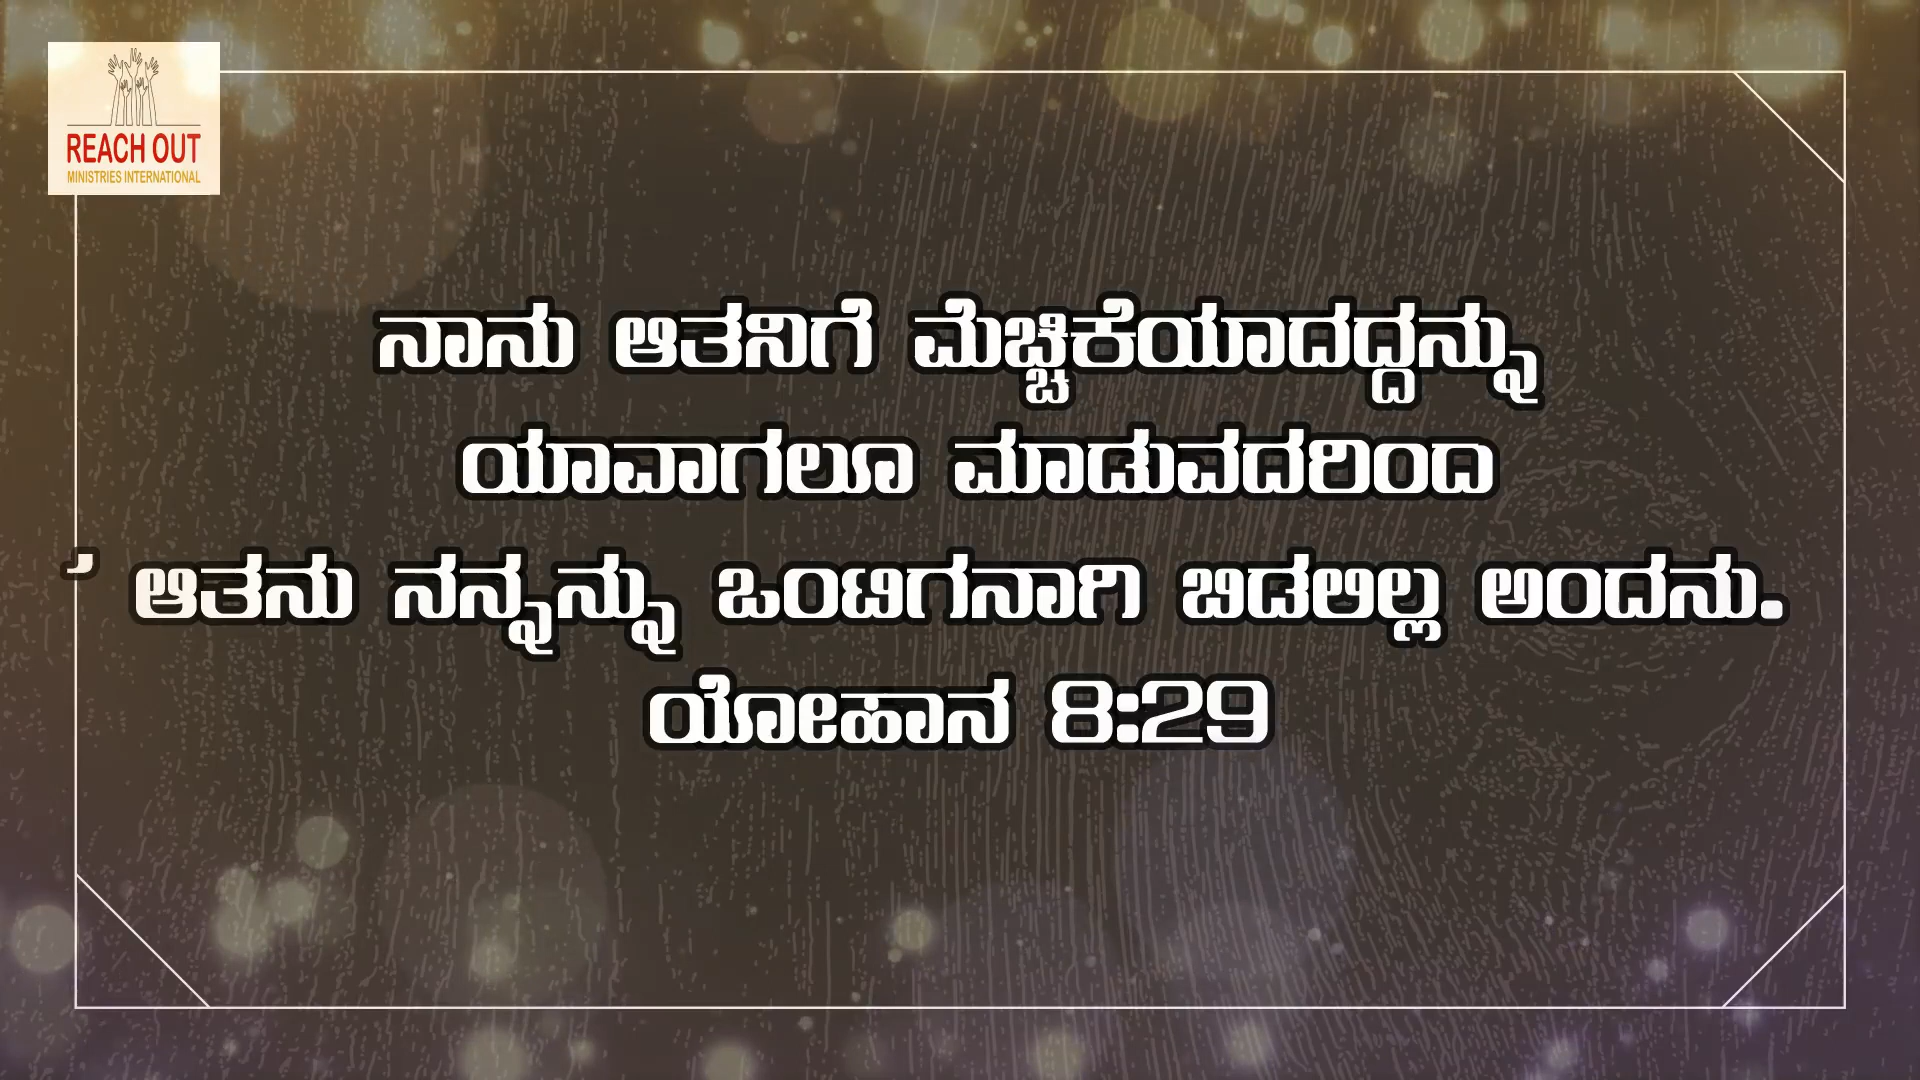 REACH OUT
MINISTRIES INTERNATIONAL
ನಾನು ಆತನಿಗೆ ಮೆಚ್ಚಿಕೆಯಾದದ್ದನ್ನು
ಯಾವಾಗಲೂ ಮಾಡುವದರಿಂದ
’ ಆತನು ನನ್ನನ್ನು ಒಂಟಿಗನಾಗಿ ಬಿಡಲಿಲ್ಲ ಅಂದನು.
ಯೋಹಾನ 8:29